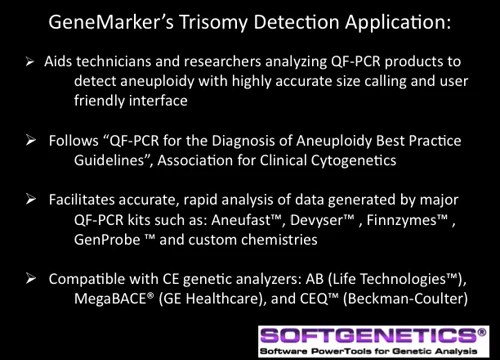 GeneMarker's Trisomy Detection Application:
➢ Aids technicians and researchers analyzing QF-PCR products to
detect aneuploidy with highly accurate size calling and user
friendly interface
➢ Follows "QF-PCR for the Diagnosis of Aneuploidy Best Practice
Guidelines", Association for Clinical Cytogenetics
➢ Facilitates accurate, rapid analysis of data generated by major
QF-PCR kits such as: Aneufast™, Devyser™ , Finnzymes™ ,
GenProbe ™ and custom chemistries
➢ Compatible with CE genetic analyzers: AB (Life Technologies™),
MegaBACE® (GE Healthcare), and CEQ™ (Beckman-Coulter)
SOFTGENETICS®
Software PowerTools for Genetic Analysis